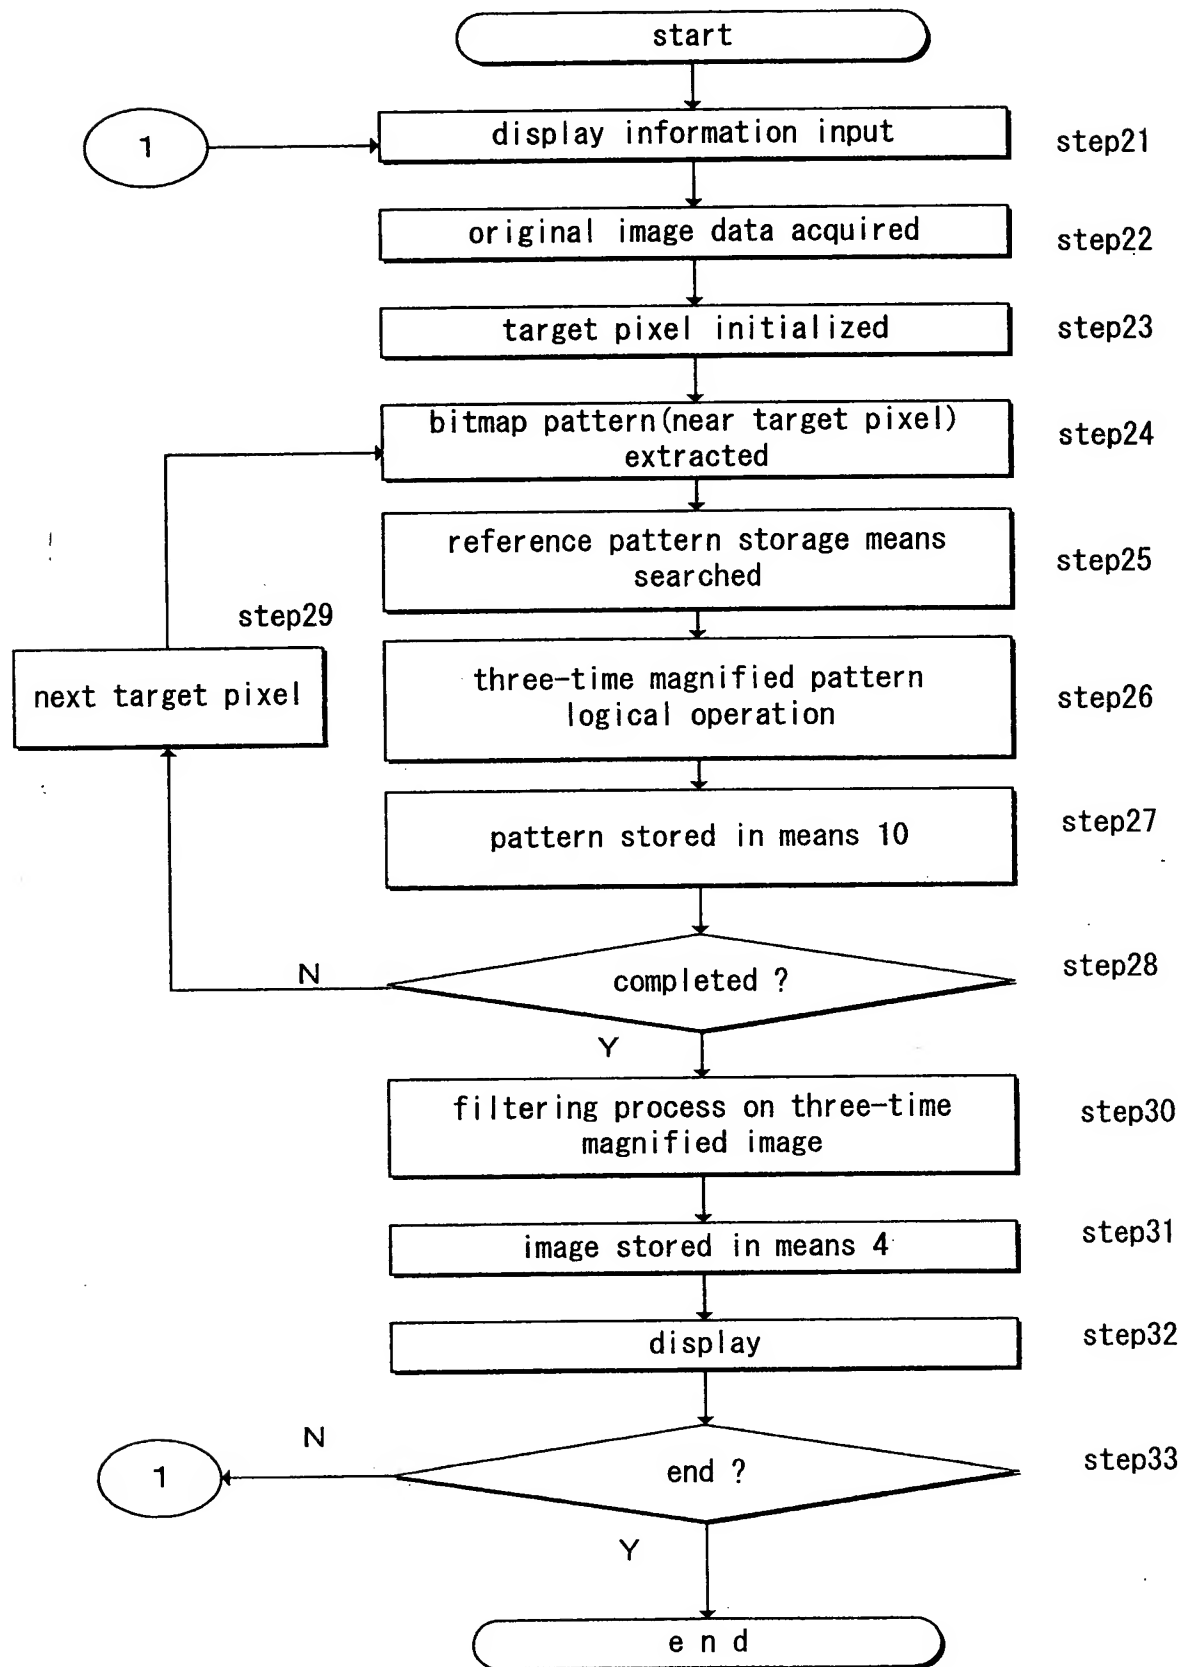 start
1
display information input
step21
original image data acquired
step22
target pixel initialized
step23
bitmap pattern(near target pixel)
extracted
step24
reference pattern storage means
searched
step25
step29
next target pixel
three-time magnified pattern
logical operation
step26
pattern stored in means 10
step27
completed ?
step28
N
Y
filtering process on three-time
magnified image
step30
image stored in means 4
step31
display
step32
N
1
end ?
step33
Y
e n d